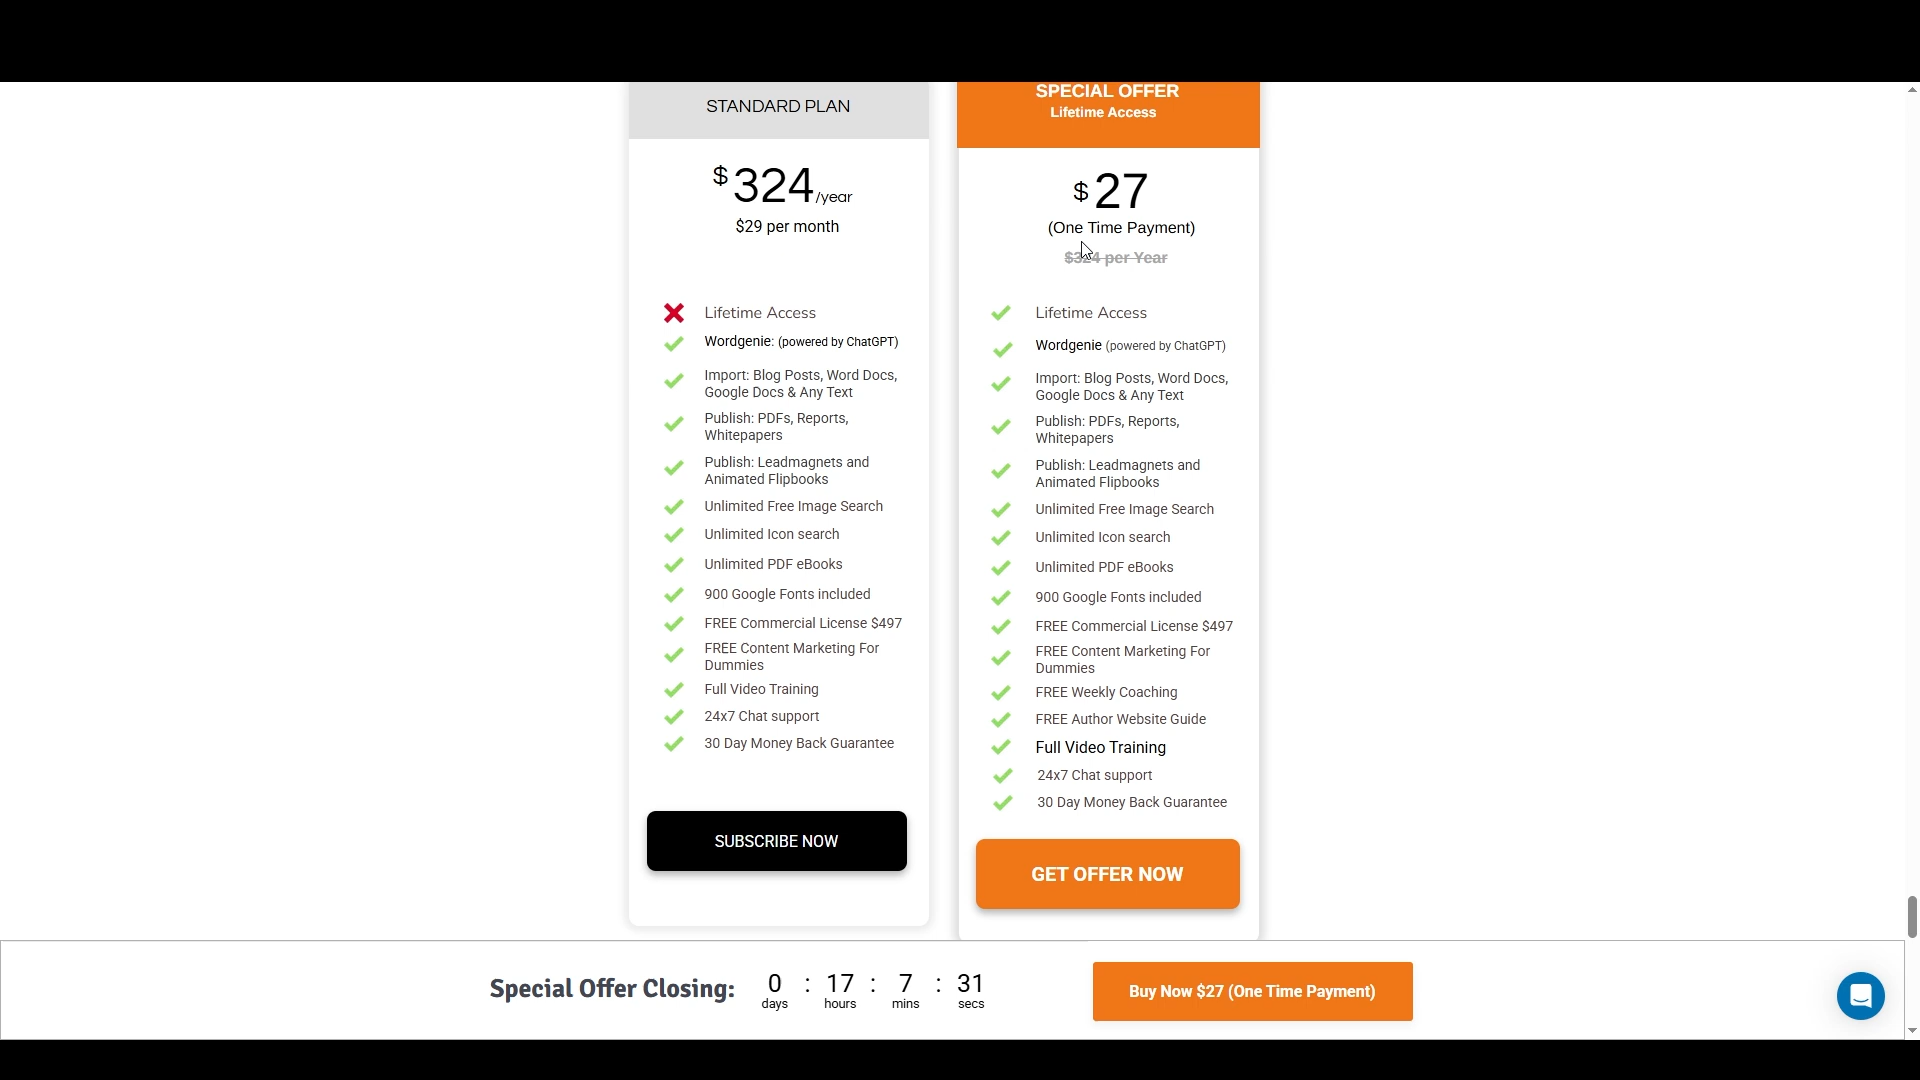 STANDARD PLAN
$324/year
$29 per month
Lifetime Access
Wordgenie: (powered by ChatGPT)
Import: Blog Posts, Word Docs,
Google Docs & Any Text
Publish: PDFs, Reports,
Whitepapers
Publish: Leadmagnets and
Animated Flipbooks
Unlimited Free Image Search
Unlimited Icon search
Unlimited PDF eBooks
900 Google Fonts included
FREE Commercial License $497
FREE Content Marketing For
Dummies
Full Video Training
24x7 Chat support
30 Day Money Back Guarantee
SUBSCRIBE NOW
SPECIAL OFFER
Lifetime Access
$27
(One Time Payment)
$324 per Year
Lifetime Access
Wordgenie (powered by ChatGPT)
Import: Blog Posts, Word Docs,
Google Docs & Any Text
Publish: PDFs, Reports,
Whitepapers
Publish: Leadmagnets and
Animated Flipbooks
Unlimited Free Image Search
Unlimited Icon search
Unlimited PDF eBooks
900 Google Fonts included
FREE Commercial License $497
FREE Content Marketing For
Dummies
FREE Weekly Coaching
FREE Author Website Guide
Full Video Training
24x7 Chat support
30 Day Money Back Guarantee
GET OFFER NOW
Special Offer Closing: 0 : 17 : 7 : 31
days hours mins secs
Buy Now $27 (One Time Payment)